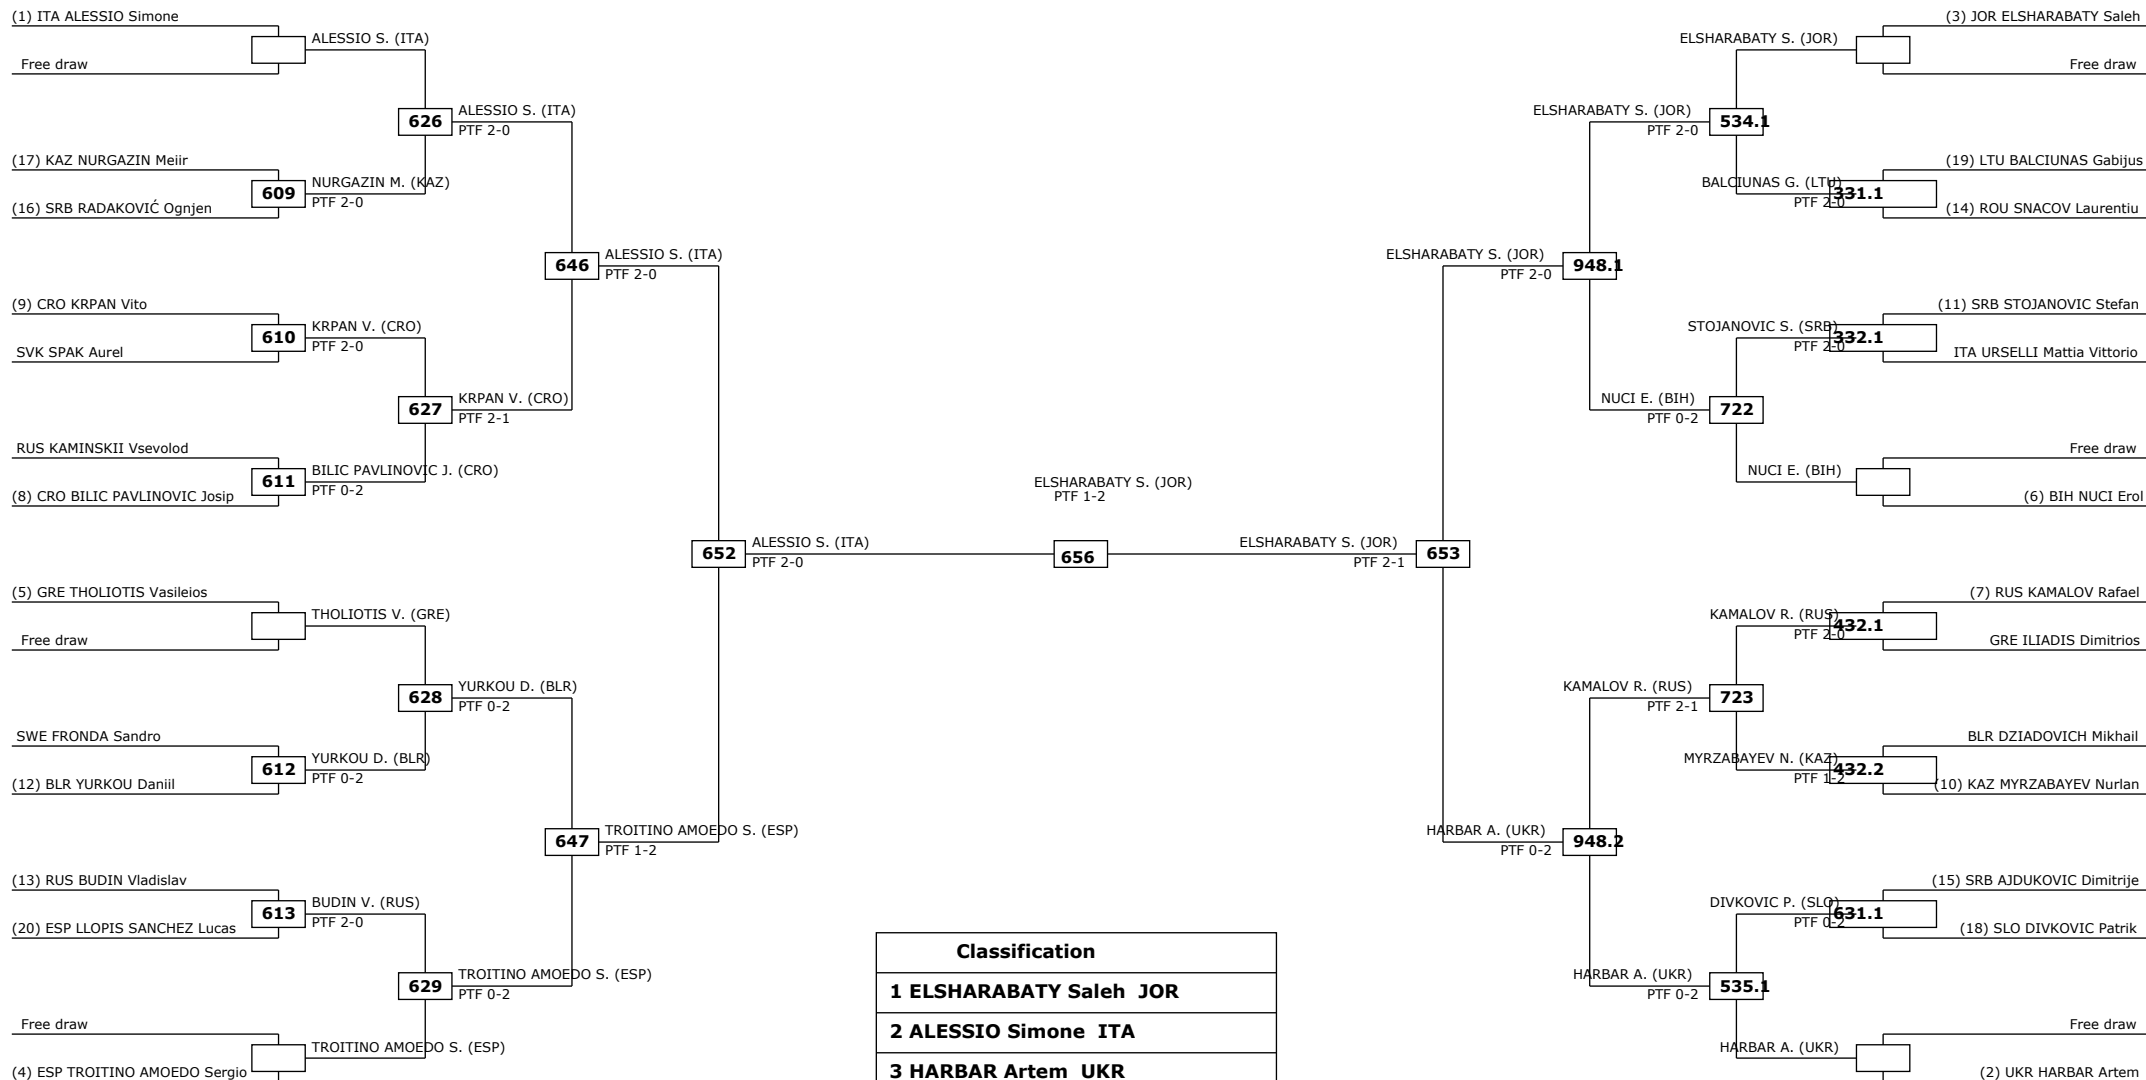 (1) ITA ALESSIO Simone
ALESSIO S. (ITA)
Free draw
626
ALESSIO S. (ITA)
PTF 2-0
(17) KAZ NURGAZIN Meiir
609
NURGAZIN M. (KAZ)
PTF 2-0
(16) SRB RADAKOVIĆ Ognjen
646
ALESSIO S. (ITA)
PTF 2-0
(9) CRO KRPAN Vito
610
KRPAN V. (CRO)
PTF 2-0
SVK SPAK Aurel
627
KRPAN V. (CRO)
PTF 2-1
RUS KAMINSKII Vsevolod
611
BILIC PAVLINOVIC J. (CRO)
PTF 0-2
(8) CRO BILIC PAVLINOVIC Josip
652
ALESSIO S. (ITA)
PTF 2-0
(5) GRE THOLIOTIS Vasileios
THOLIOTIS V. (GRE)
Free draw
628
YURKOU D. (BLR)
PTF 0-2
SWE FRONDA Sandro
612
YURKOU D. (BLR)
PTF 0-2
(12) BLR YURKOU Daniil
647
TROITINO AMOEDO S. (ESP)
PTF 1-2
(13) RUS BUDIN Vladislav
613
BUDIN V. (RUS)
PTF 2-0
(20) ESP LLOPIS SANCHEZ Lucas
629
TROITINO AMOEDO S. (ESP)
PTF 0-2
Free draw
TROITINO AMOEDO S. (ESP)
(4) ESP TROITINO AMOEDO Sergio
ELSHARABATY S. (JOR)
PTF 1-2
656
Classification
1 ELSHARABATY Saleh JOR
2 ALESSIO Simone ITA
3 HARBAR Artem UKR
(3) JOR ELSHARABATY Saleh
ELSHARABATY S. (JOR)
Free draw
ELSHARABATY S. (JOR)
PTF 2-0
534.1
(19) LTU BALCIUNAS Gabijus
BALCIUNAS G. (LTU)
PTF 2-0
331.1
(14) ROU SNACOV Laurentiu
ELSHARABATY S. (JOR)
PTF 2-0
948.1
(11) SRB STOJANOVIC Stefan
STOJANOVIC S. (SRB)
PTF 2-0
332.1
ITA URSELLI Mattia Vittorio
NUCI E. (BIH)
PTF 0-2
722
Free draw
NUCI E. (BIH)
(6) BIH NUCI Erol
ELSHARABATY S. (JOR)
PTF 2-1
653
(7) RUS KAMALOV Rafael
KAMALOV R. (RUS)
PTF 2-0
432.1
GRE ILIADIS Dimitrios
KAMALOV R. (RUS)
PTF 2-1
723
BLR DZIADOVICH Mikhail
MYRZABAYEV N. (KAZ)
PTF 1-2
432.2
(10) KAZ MYRZABAYEV Nurlan
HARBAR A. (UKR)
PTF 0-2
948.2
(15) SRB AJDUKOVIC Dimitrije
DIVKOVIC P. (SLO)
PTF 0-2
631.1
(18) SLO DIVKOVIC Patrik
HARBAR A. (UKR)
PTF 0-2
535.1
Free draw
HARBAR A. (UKR)
(2) UKR HARBAR Artem